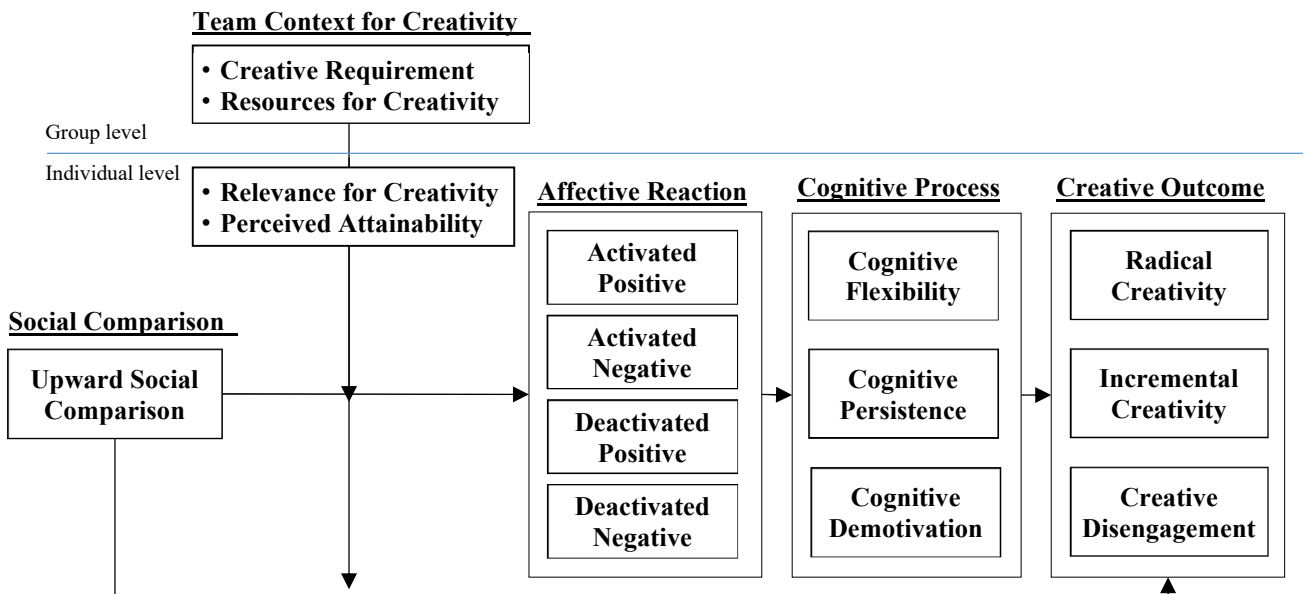 Team Context for Creativity
• Creative Requirement
• Resources for Creativity
Group level
Individual level
• Relevance for Creativity
• Perceived Attainability
Social Comparison
Upward Social
Comparison
Affective Reaction
Activated
Positive
Activated
Negative
Deactivated
Positive
Deactivated
Negative
Cognitive Process
Cognitive
Flexibility
Cognitive
Persistence
Cognitive
Demotivation
Creative Outcome
Radical
Creativity
Incremental
Creativity
Creative
Disengagement